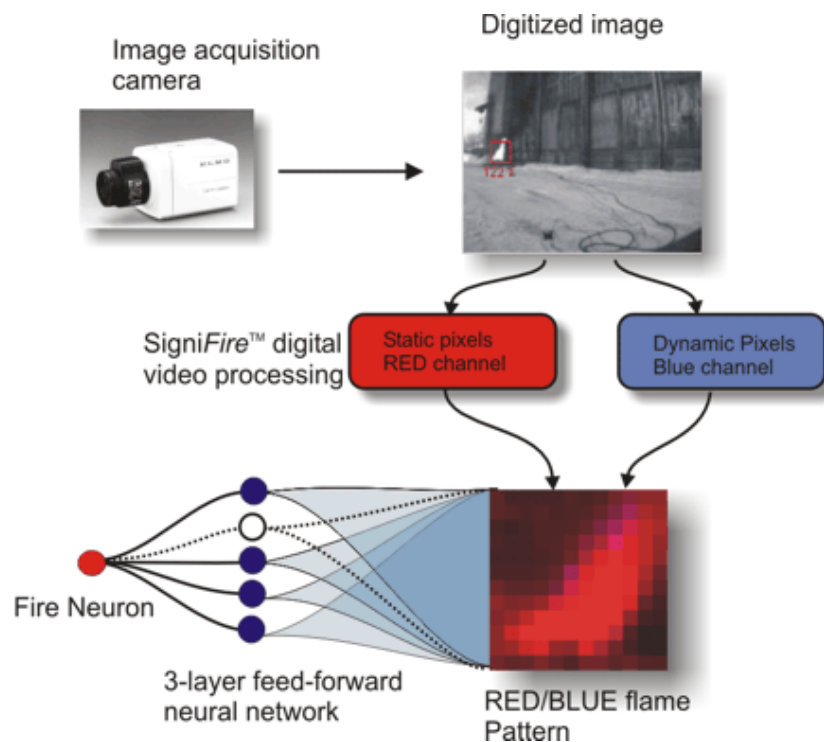 Image acquisition
camera
Digitized image
ELMO
122 %
SigniFire™ digital
video processing
Static pixels
RED channel
Dynamic Pixels
Blue channel
Fire Neuron
3-layer feed-forward
neural network
RED/BLUE flame
Pattern